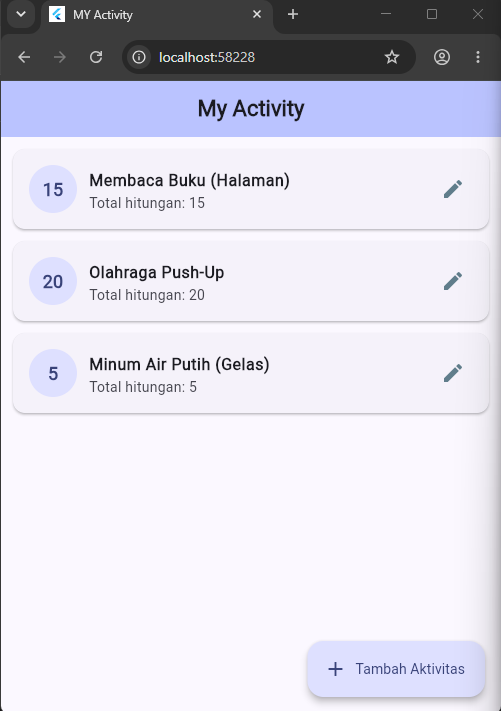 MY Activity
localhost:58228
My Activity
15
Membaca Buku (Halaman)
Total hitungan: 15
20
Olahraga Push-Up
Total hitungan: 20
5
Minum Air Putih (Gelas)
Total hitungan: 5
Tambah Aktivitas